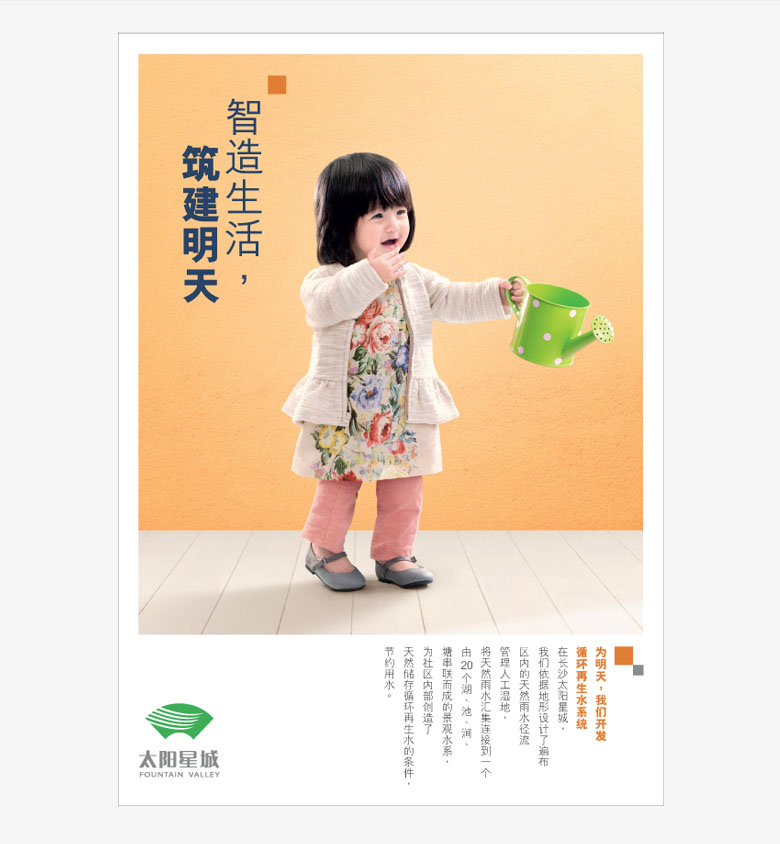 智造生活，
筑建明天
为明天，我们开发
循环再生水系统
在长沙太阳星城，
我们依据地形设计了遍布
区内的天然雨水径流
管理人工湿地，
将天然雨水汇集连接到一个
由20个湖、池、涧、
塘串联而成的景观水系，
为社区内部创造了
天然储存循环再生水的条件，
节约用水。
太阳星城
FOUNTAIN VALLEY